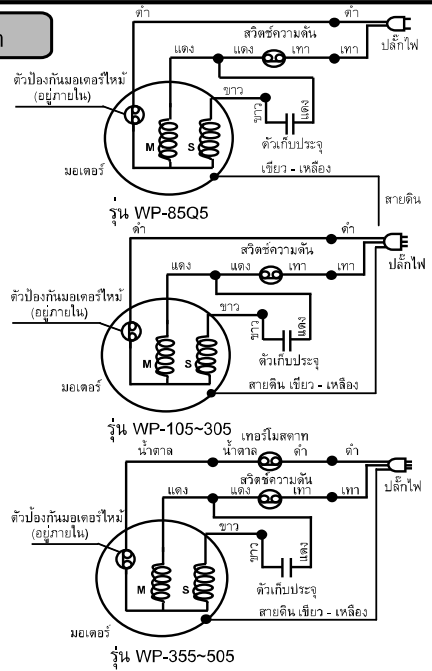 ดำ ดำ
สวิตช์ความดัน
แดง แดง เทา เทา
ปลั๊กไฟ
ตัวป้องกันมอเตอร์ไหม้
(อยู่ภายใน)
ขาว
ขาว แดง
M S
ตัวเก็บประจุ
มอเตอร์
เขียว - เหลือง
สายดิน
รุ่น WP-85Q5
ดำ
สวิตช์ความดัน
แดง แดง เทา เทา
ปลั๊กไฟ
ตัวป้องกันมอเตอร์ไหม้
(อยู่ภายใน)
ขาว
ขาว แดง
M S
ตัวเก็บประจุ
มอเตอร์
สายดิน เขียว - เหลือง
รุ่น WP-105~305
เทอร์โมสตาท
น้ำตาล น้ำตาล ดำ ดำ
สวิตช์ความดัน
แดง แดง เทา เทา
ปลั๊กไฟ
ตัวป้องกันมอเตอร์ไหม้
(อยู่ภายใน)
ขาว
ขาว แดง
M S
ตัวเก็บประจุ
มอเตอร์
สายดิน เขียว - เหลือง
รุ่น WP-355~505